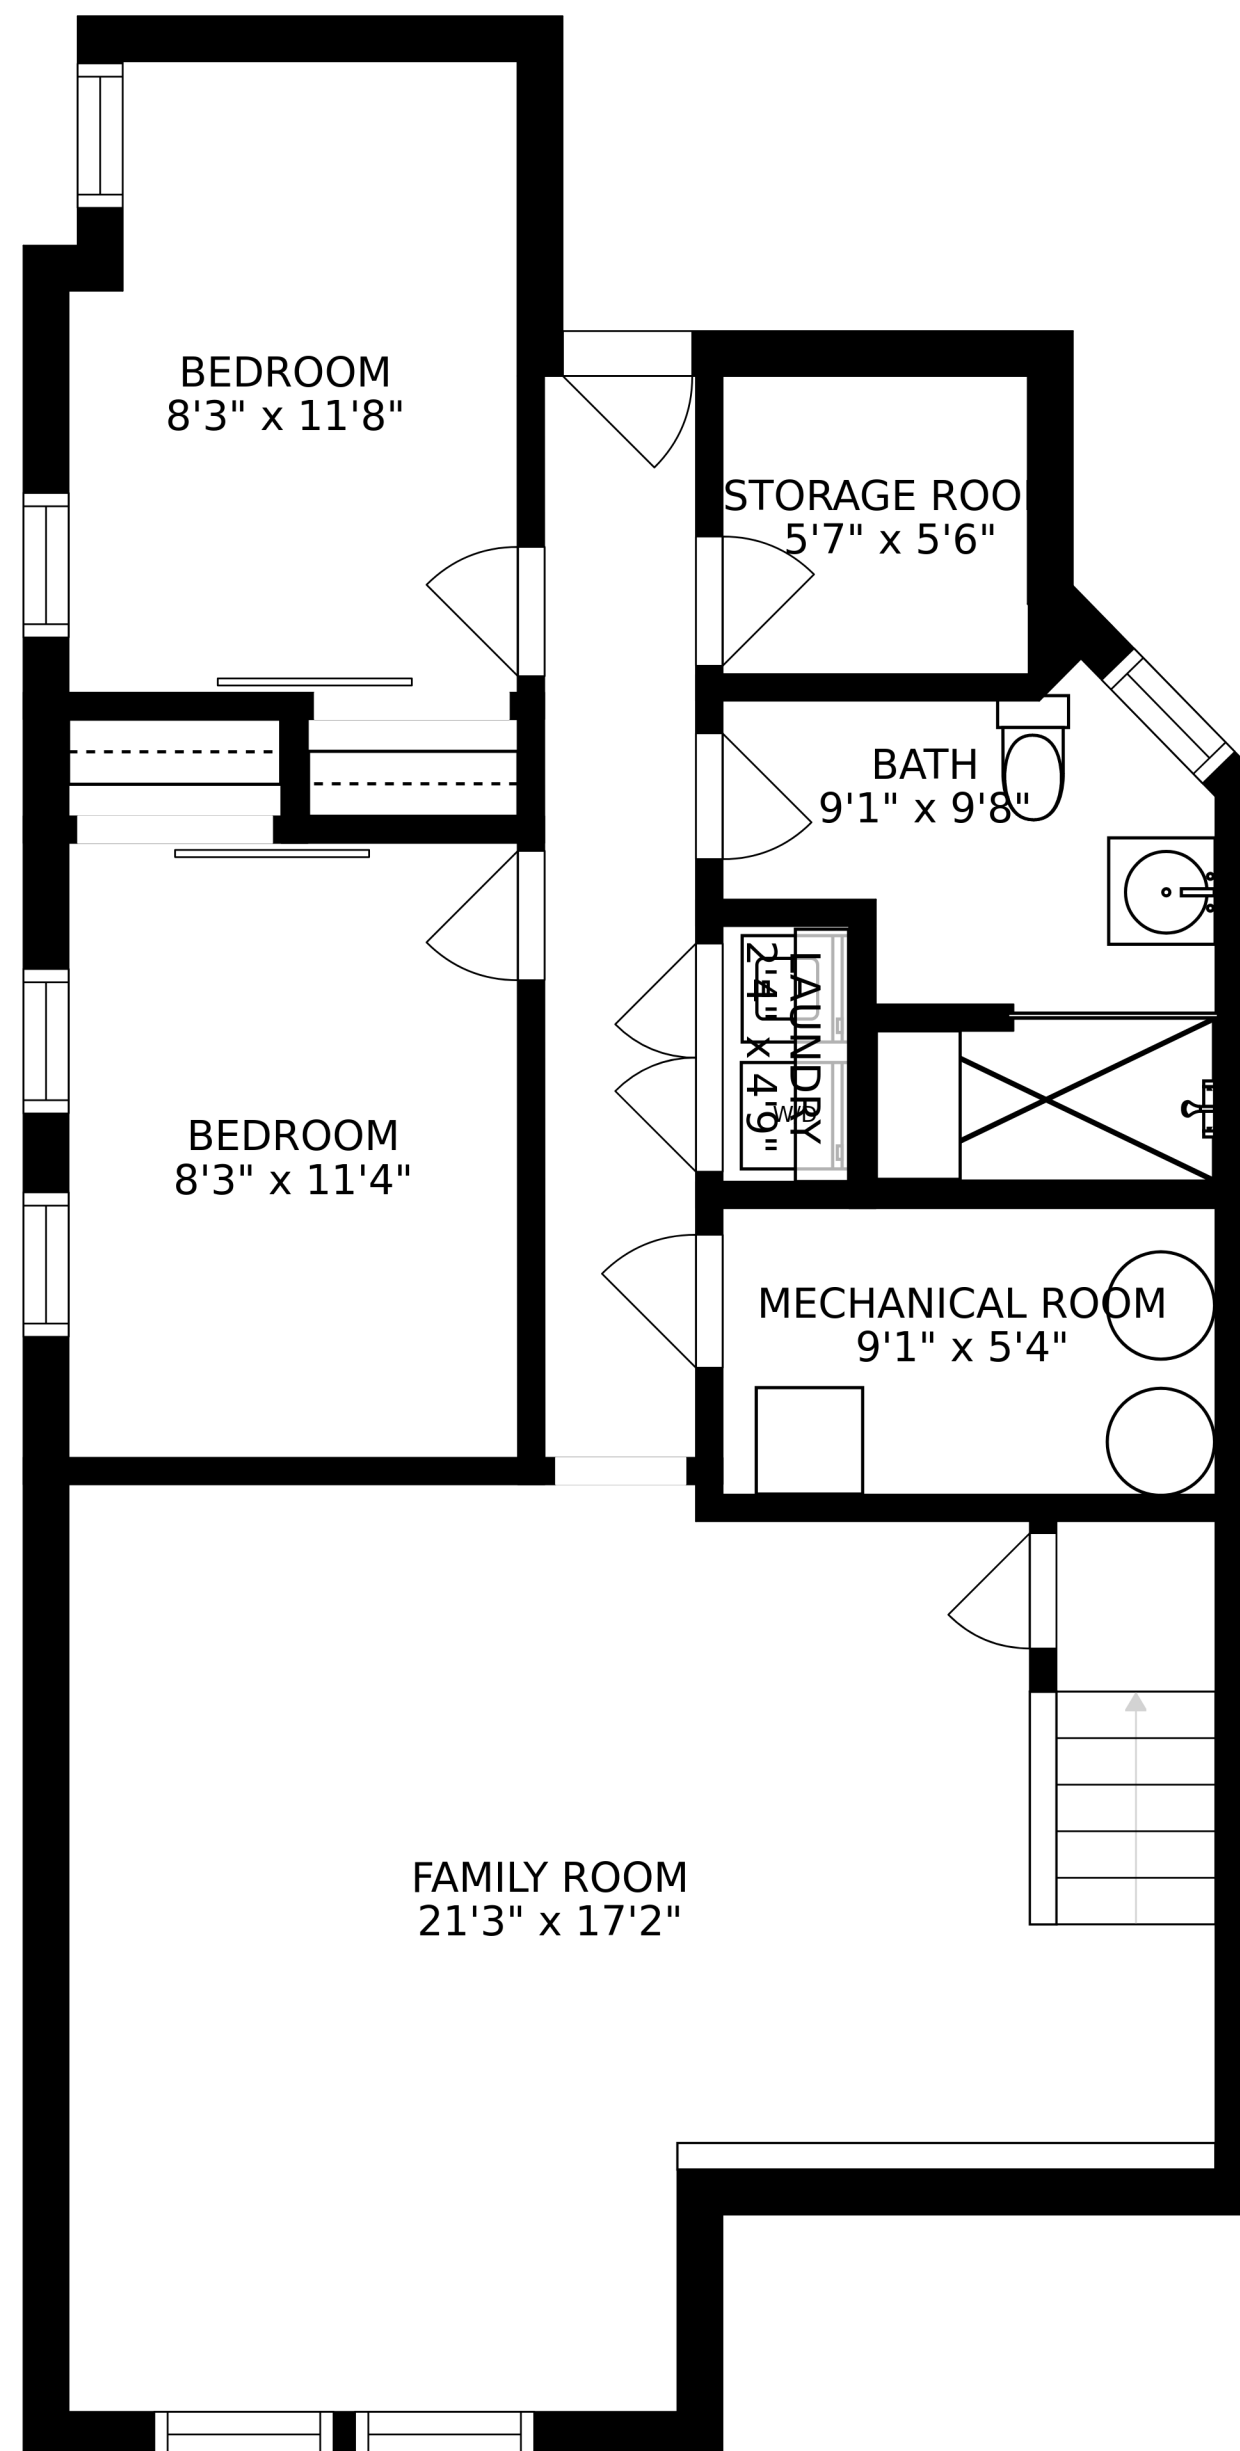 BEDROOM
8'3" x 11'8"
STORAGE ROO
5'7" x 5'6"
BATH
9'1" x 9'8"
LAUNDRY
2'4" x 4'9"
W/D
BEDROOM
8'3" x 11'4"
MECHANICAL ROOM
9'1" x 5'4"
FAMILY ROOM
21'3" x 17'2"